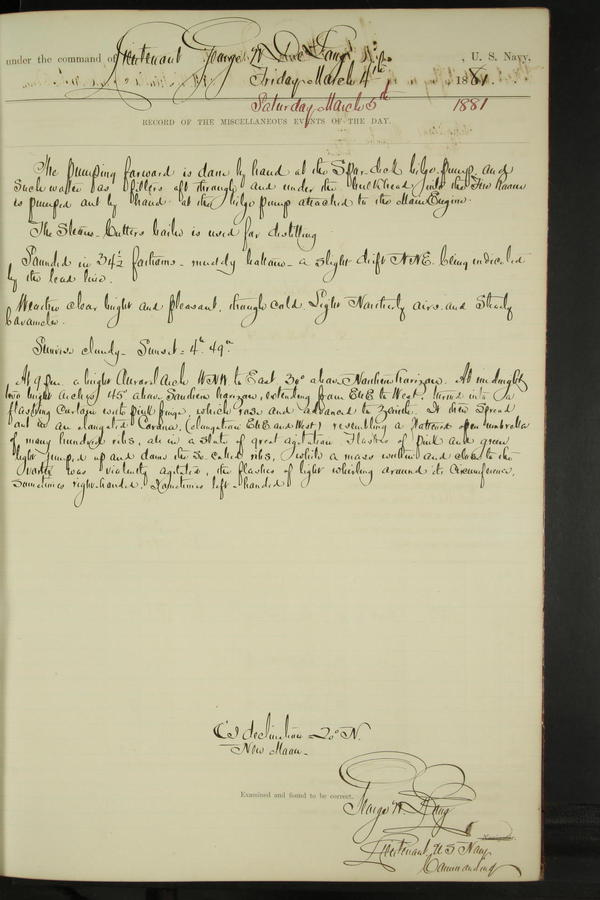 under the command of Lieutenant George W. De Long, U. S. Navy,
Friday, March 4th, 1881.
Saturday, March 5th 1881
RECORD OF THE MISCELLANEOUS EVENTS OF THE DAY.
The pumping forward is done by hand at the Spar deck bilge pump, and
Such water as filters aft through and under the bulkhead into the Fire Room
is pumped out by hand at the bilge pump attached to the Main Engine.
The Steam-Cutters boiler is used for distilling
Sounded in 34½ fathoms - muddy bottom - a slight drift NNE. being indicated
by the lead line.
Weather clear bright and pleasant, though cold. Light Northerly airs and Steady
barometer.
Sunrise cloudy - Sunset - 4h. 49m.
At 9 p.m. a bright Auroral Arch WNW to East 30° above Northern horizon. At midnight
two bright arches 45° above Southern horizon, extending from ESE to West, turned into a
flashing curtain with pink fringe, which rose and advanced to Zenith. It then Spread
out in an elongated Corona, (elongation ESE and West) resembling a flattened open umbrella
of many hundred ribs, all in a state of great agitation. Flashes of pink and green
light jumped up and down the so called ribs, while a mass within and close to the
was violently agitated, the flashes of light whirling around its Circumference,
Sometimes right-handed, Sometimes left-handed
declination 2° N.
New Moon.
Examined and found to be correct.
George W. De Long
Lieutenant, U S Navy
Commanding